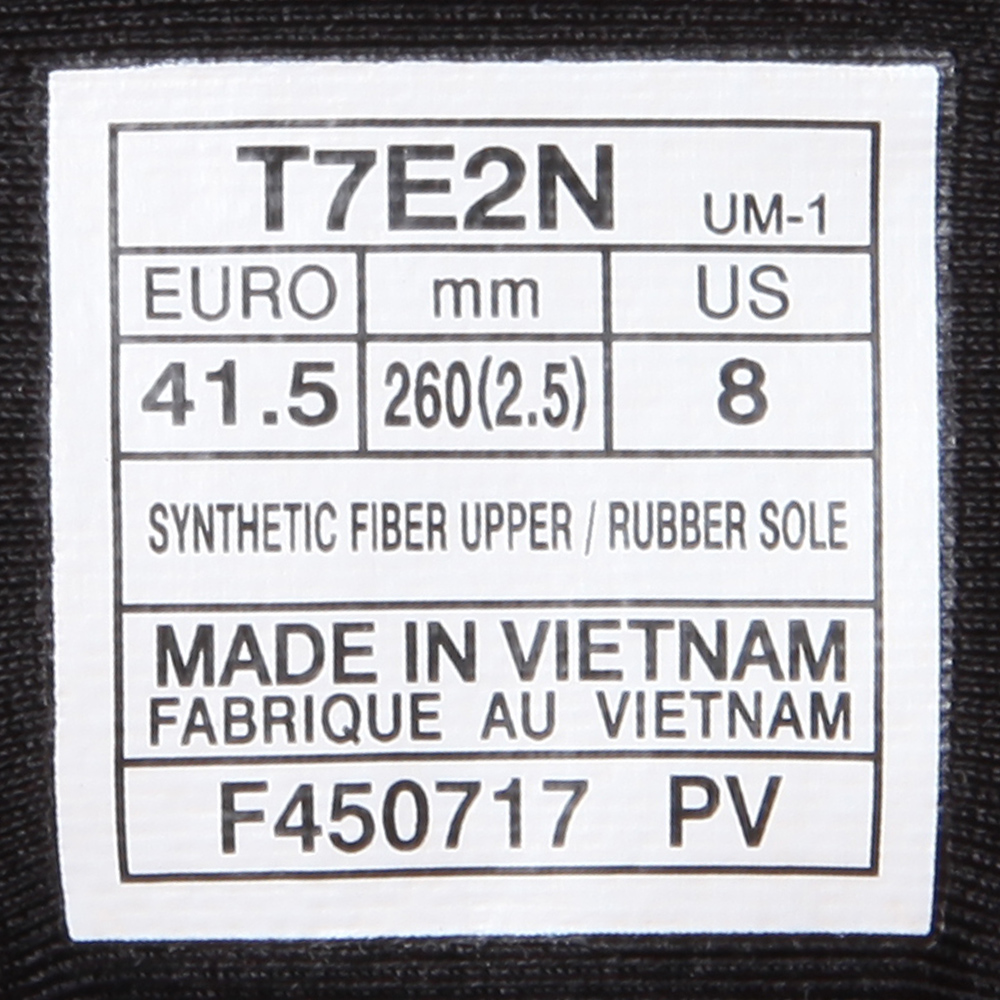 T7E2N UM-1
EURO mm US
41.5 260(2.5) 8
SYNTHETIC FIBER UPPER / RUBBER SOLE
MADE IN VIETNAM
FABRIQUE AU VIETNAM
F450717 PV